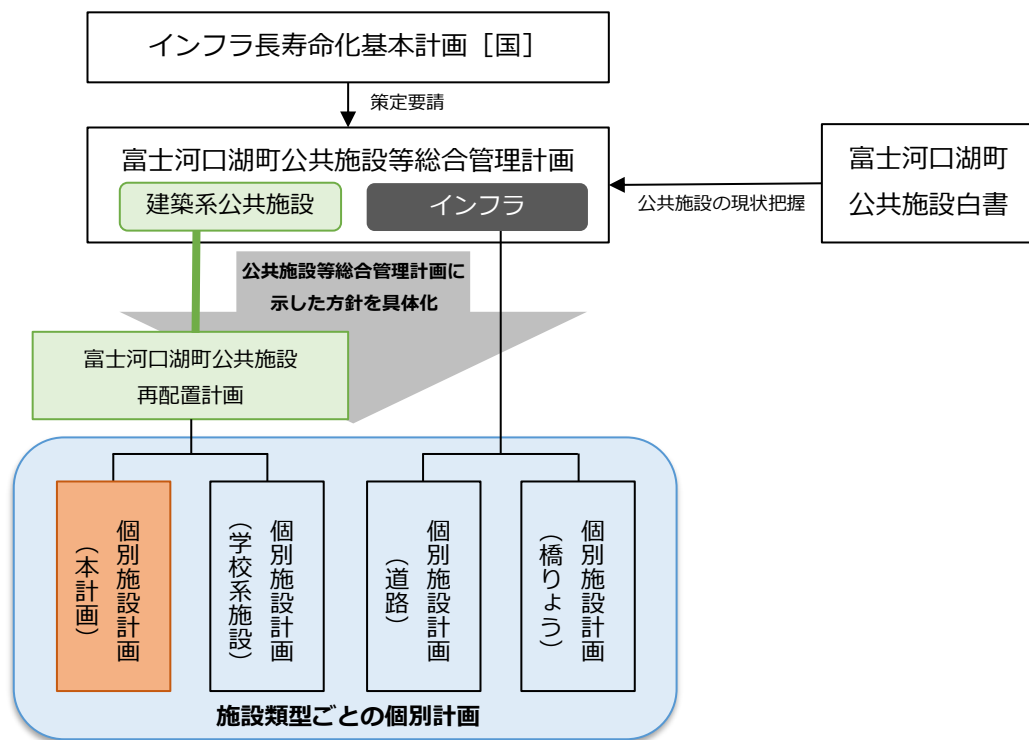 インフラ長寿命化基本計画［国］
策定要請
富士河口湖町公共施設等総合管理計画
建築系公共施設
インフラ
公共施設の現状把握
富士河口湖町
公共施設白書
公共施設等総合管理計画に
示した方針を具体化
富士河口湖町公共施設
再配置計画
個別施設計画
（本計画）
個別施設計画
（学校系施設）
個別施設計画
（道路）
個別施設計画
（橋りょう）
施設類型ごとの個別計画